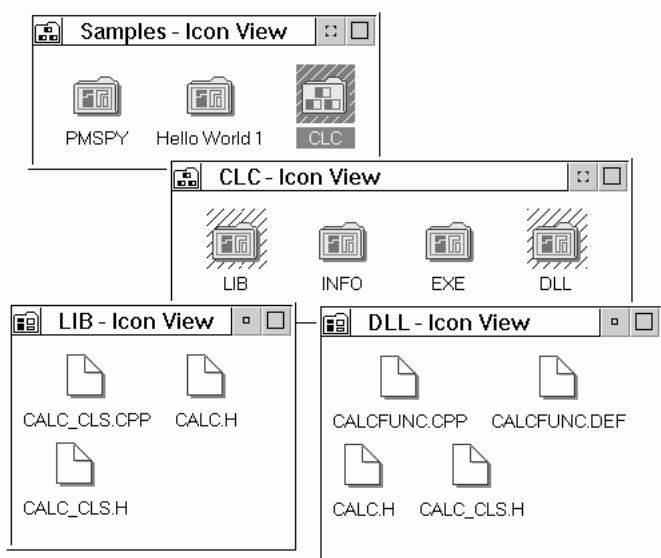 Samples - Icon View
PMSPY Hello World 1 CLC
CLC - Icon View
LIB INFO EXE DLL
LIB - Icon View
CALC_CLS.CPP CALC.H
CALC_CLS.H
DLL - Icon View
CALCFUNC.CPP CALCFUNC.DEF
CALC.H CALC_CLS.H